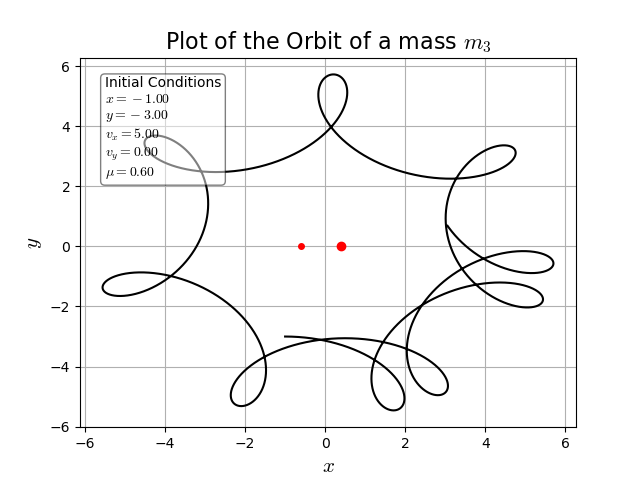 Plot of the Orbit of a mass m₃
Initial Conditions
x = −1.00
y = −3.00
vₓ = 5.00
v_y = 0.00
μ = 0.60
y
6
4
2
0
−2
−4
−6
−6
−4
−2
0
2
4
6
x